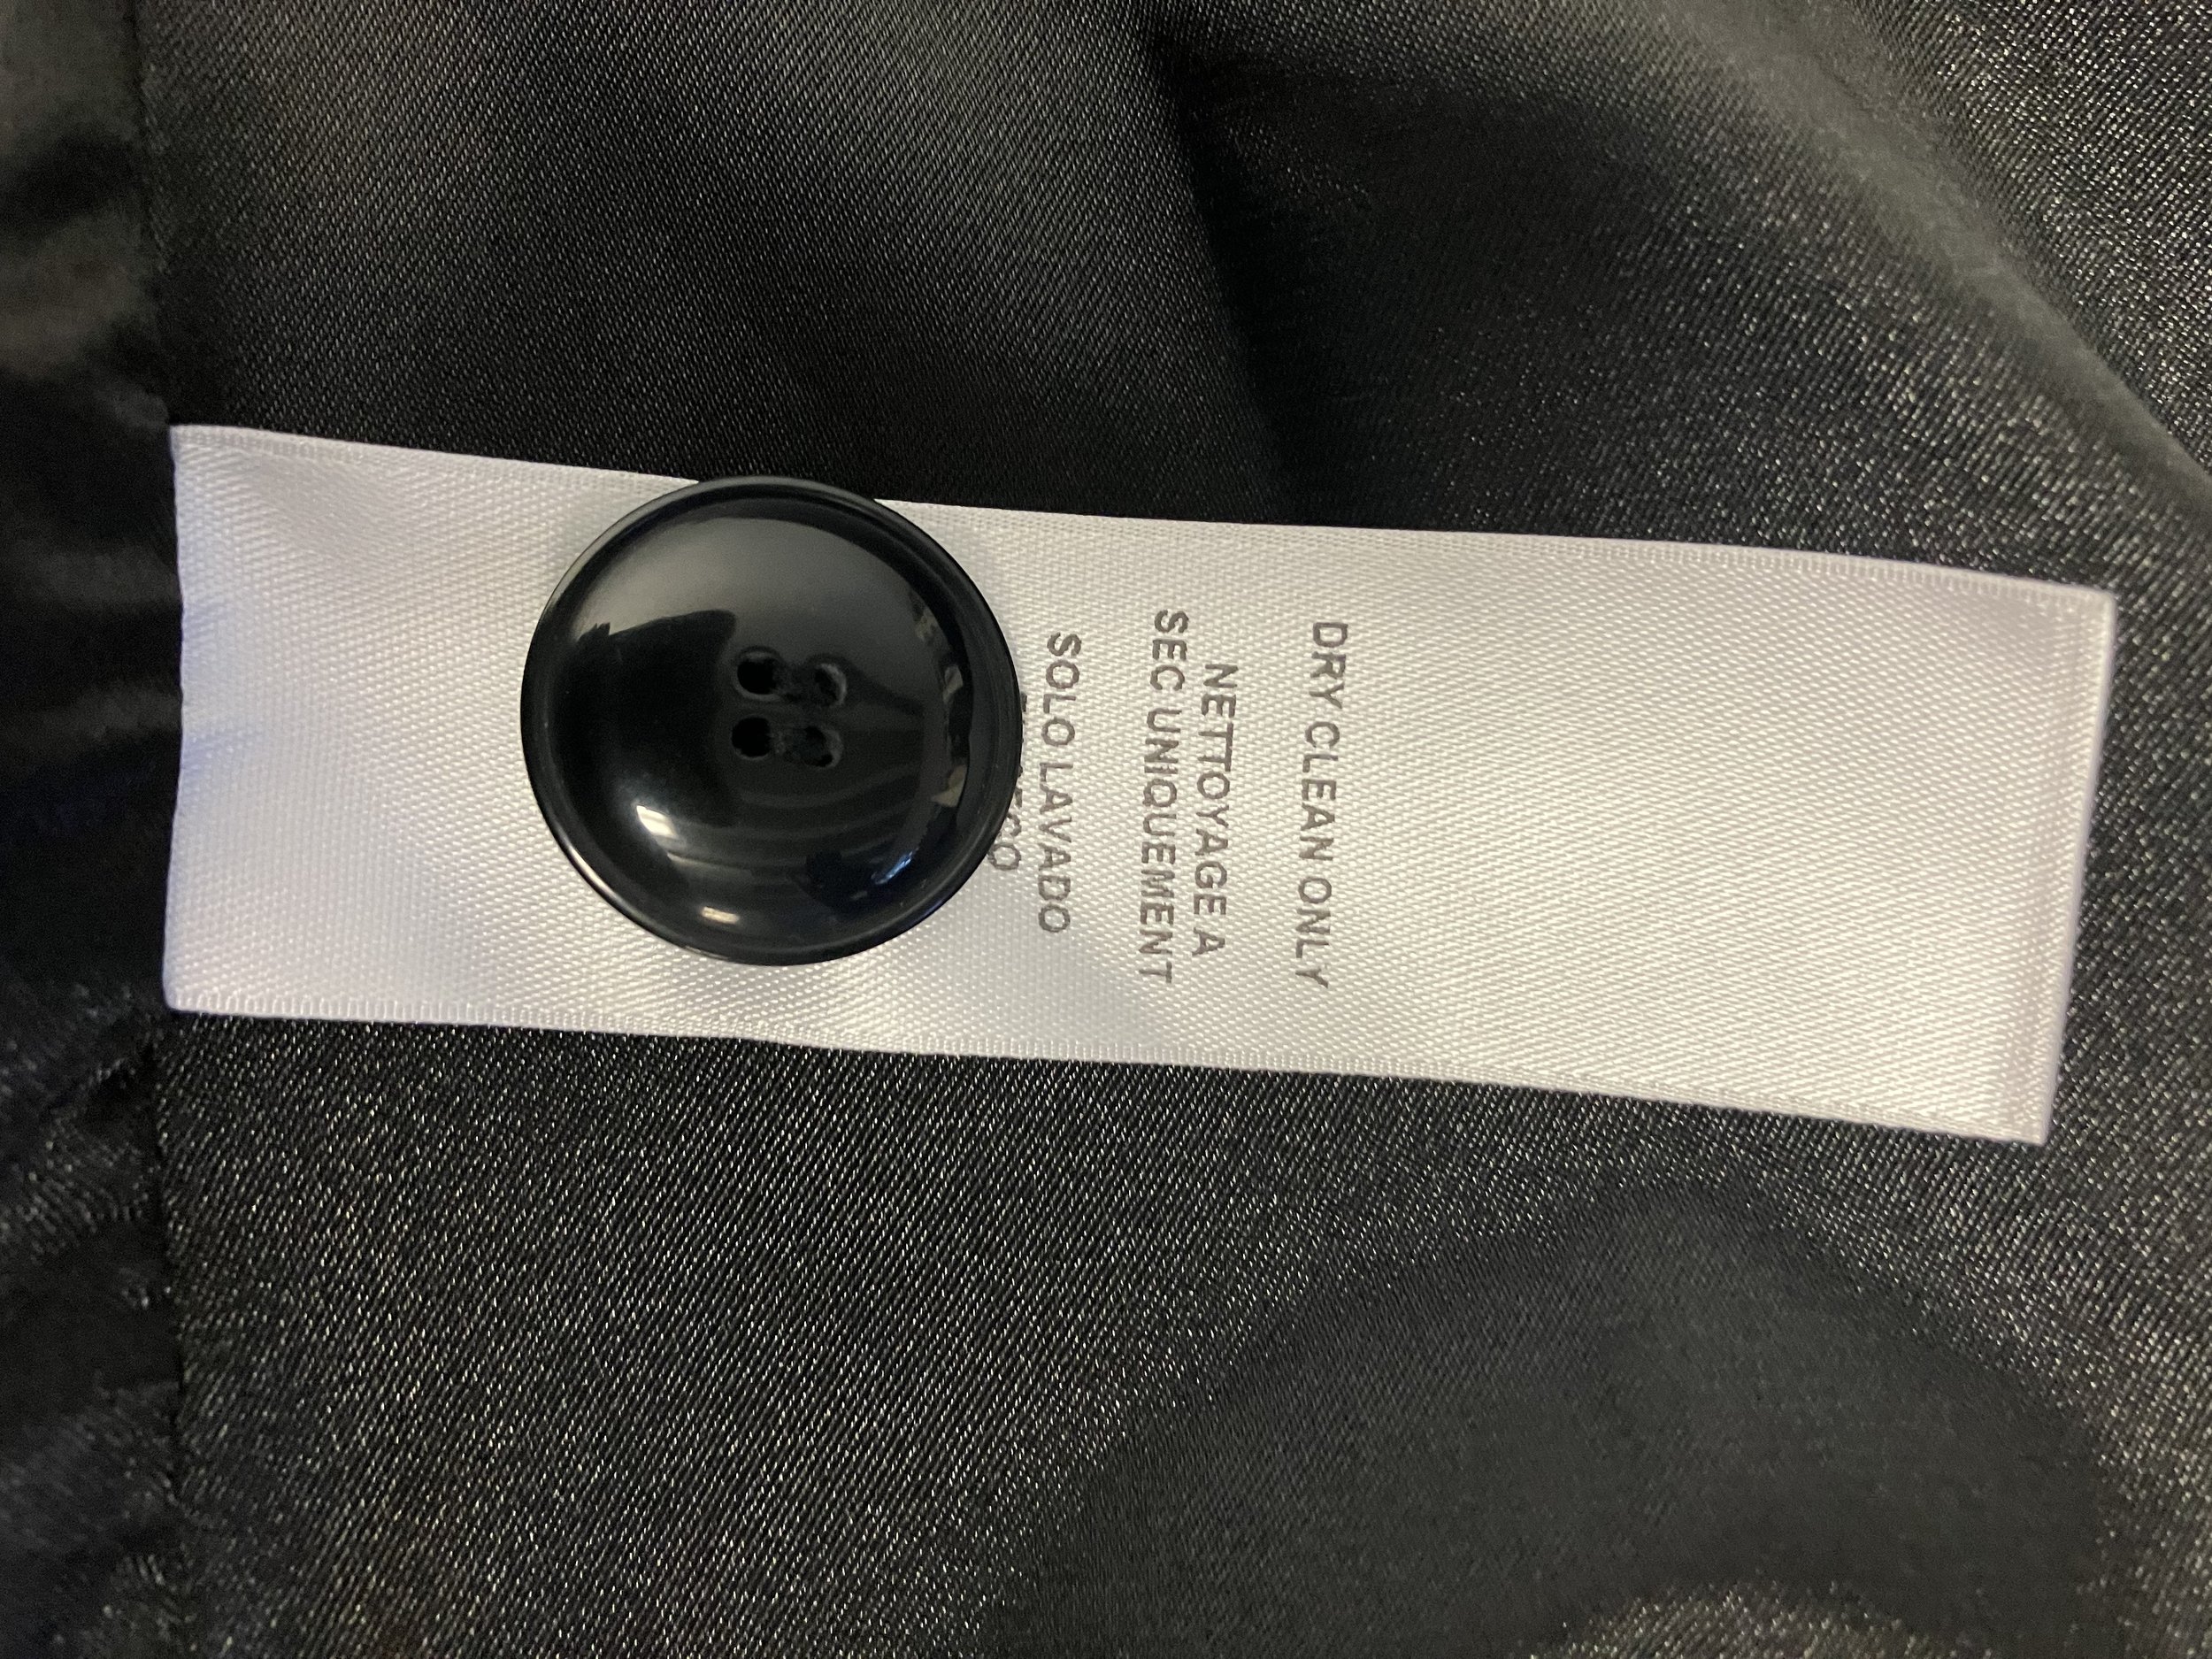 DRY CLEAN ONLY
NETTOYAGE A
SEC UNIQUEMENT
SOLO LAVADO